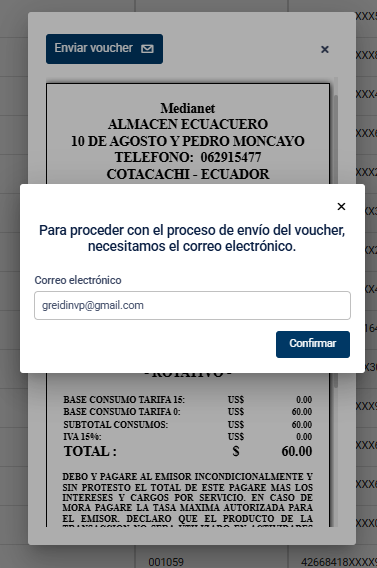 Enviar voucher
×
Medianet
ALMACEN ECUACUERO
10 DE AGOSTO Y PEDRO MONCAYO
TELEFONO: 062915477
COTACACHI - ECUADOR
×
Para proceder con el proceso de envío del voucher,
necesitamos el correo electrónico.
Correo electrónico
greidinvp@gmail.com
Confirmar
- ROTATIVO -
BASE CONSUMO TARIFA 15: US$ 0.00
BASE CONSUMO TARIFA 0: US$ 60.00
SUBTOTAL CONSUMOS: US$ 60.00
IVA 15%: US$ 0.00
TOTAL : $ 60.00
DEBO Y PAGARE AL EMISOR INCONDICIONALMENTE Y
SIN PROTESTO EL TOTAL DE ESTE PAGARE MAS LOS
INTERESES Y CARGOS POR SERVICIO. EN CASO DE
MORA PAGARE LA TASA MAXIMA AUTORIZADA PARA
EL EMISOR. DECLARO QUE EL PRODUCTO DE LA
TRANSACCION NO SERA UTILIZADO EN ACTIVIDADES
001059 42668418XXXX